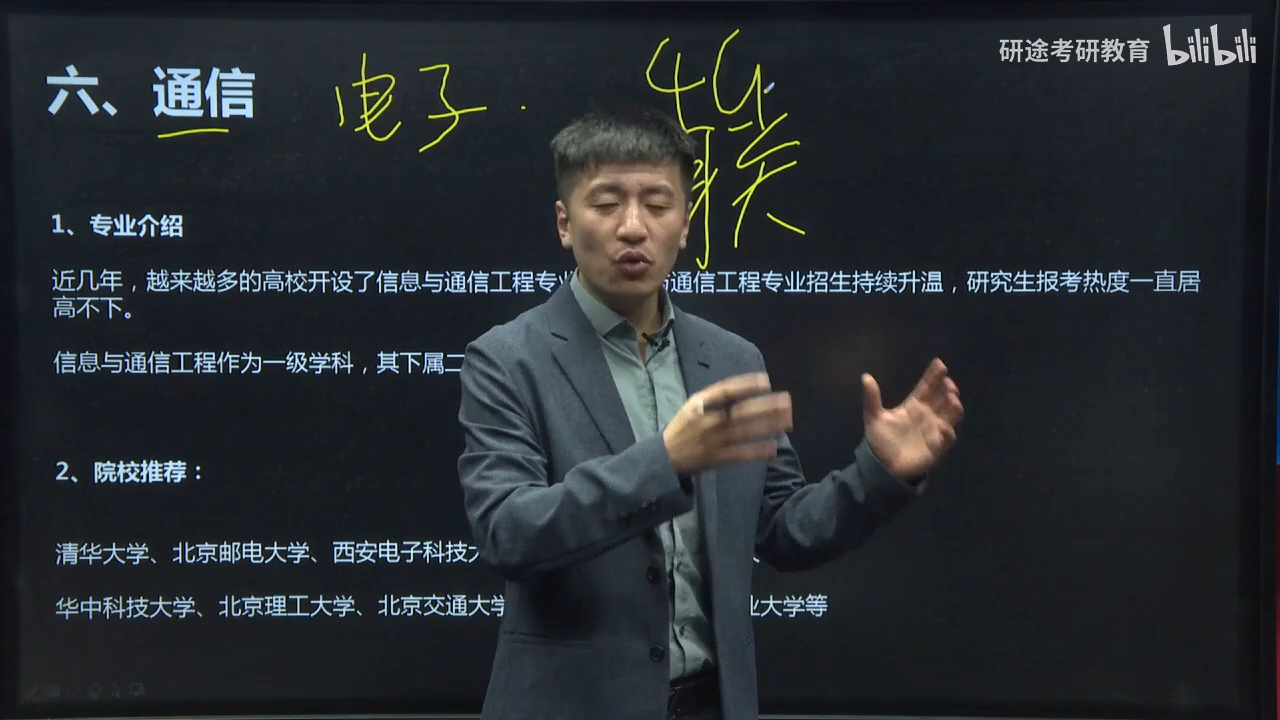 研途考研教育 bilibili
六、通信 电子 · 4G
联
1、专业介绍
近几年，越来越多的高校开设了信息与通信工程专业 通信工程专业招生持续升温，研究生报考热度一直居
高不下。
信息与通信工程作为一级学科，其下属二
2、院校推荐：
清华大学、北京邮电大学、西安电子科技大
华中科技大学、北京理工大学、北京交通大学 业大学等